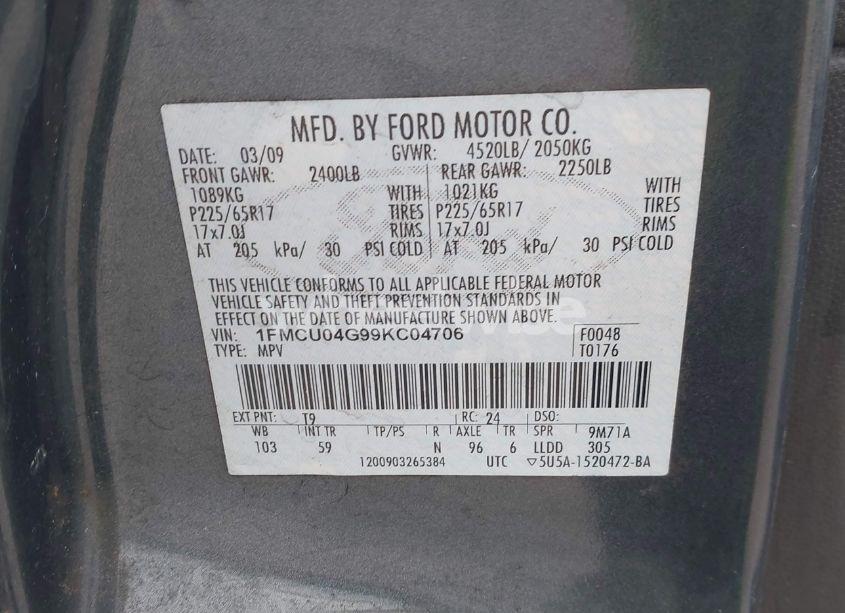 MFD. BY FORD MOTOR CO.
DATE: 03/09 GVWR: 4520LB/ 2050KG
FRONT GAWR: 2400LB REAR GAWR: 2250LB
1089KG WITH 1021KG WITH
P225/65R17 TIRES P225/65R17 TIRES
17x7.0J RIMS 17x7.0J RIMS
AT 205 kPa/ 30 PSI COLD AT 205 kPa/ 30 PSI COLD
THIS VEHICLE CONFORMS TO ALL APPLICABLE FEDERAL MOTOR
VEHICLE SAFETY AND THEFT PREVENTION STANDARDS IN
EFFECT ON THE DATE OF MANUFACTURE SHOWN ABOVE.
VIN: 1FMCU04G99KC04706 F0048
TYPE: MPV T0176
EXT PNT: T9 RC: 24 DSO:
WB INT TR TP/PS R AXLE TR SPR 9M71A
103 59 N 96 6 LLDD 305
1200903265384 UTC ▽5U5A-1520472-BA